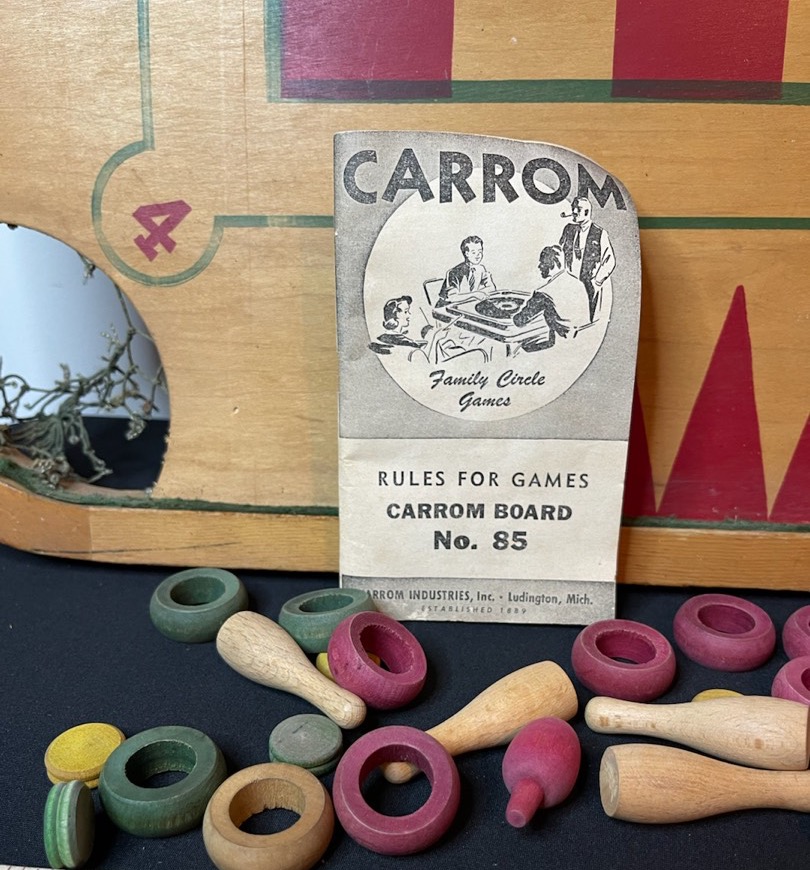 CARROM
4
Family Circle
Games
RULES FOR GAMES
CARROM BOARD
No. 85
ARROM INDUSTRIES, Inc. · Ludington, Mich.
ESTABLISHED 1889